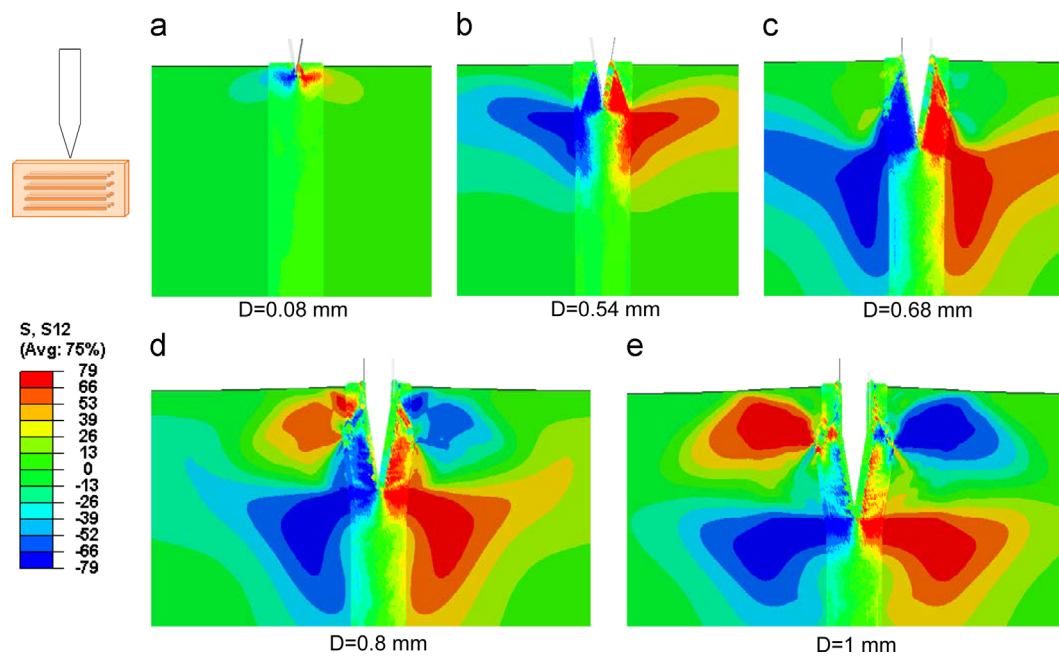 a
b
c
D=0.08 mm
D=0.54 mm
D=0.68 mm
S, S12
(Avg: 75%)
79
66
53
39
26
13
0
-13
-26
-39
-52
-66
-79
d
e
D=0.8 mm
D=1 mm